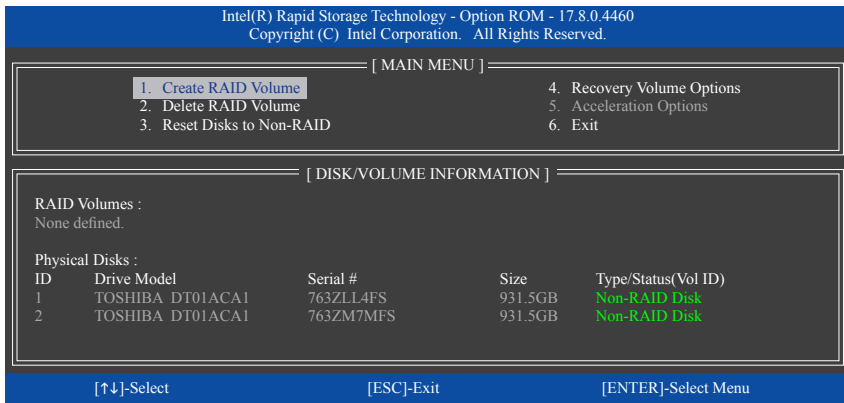 Intel(R) Rapid Storage Technology - Option ROM - 17.8.0.4460
Copyright (C) Intel Corporation. All Rights Reserved.
[ MAIN MENU ]
1. Create RAID Volume
2. Delete RAID Volume
3. Reset Disks to Non-RAID
4. Recovery Volume Options
5. Acceleration Options
6. Exit
[ DISK/VOLUME INFORMATION ]
RAID Volumes :
None defined.
Physical Disks :
ID Drive Model Serial # Size Type/Status(Vol ID)
1 TOSHIBA DT01ACA1 763ZLL4FS 931.5GB Non-RAID Disk
2 TOSHIBA DT01ACA1 763ZM7MFS 931.5GB Non-RAID Disk
[↑↓]-Select [ESC]-Exit [ENTER]-Select Menu